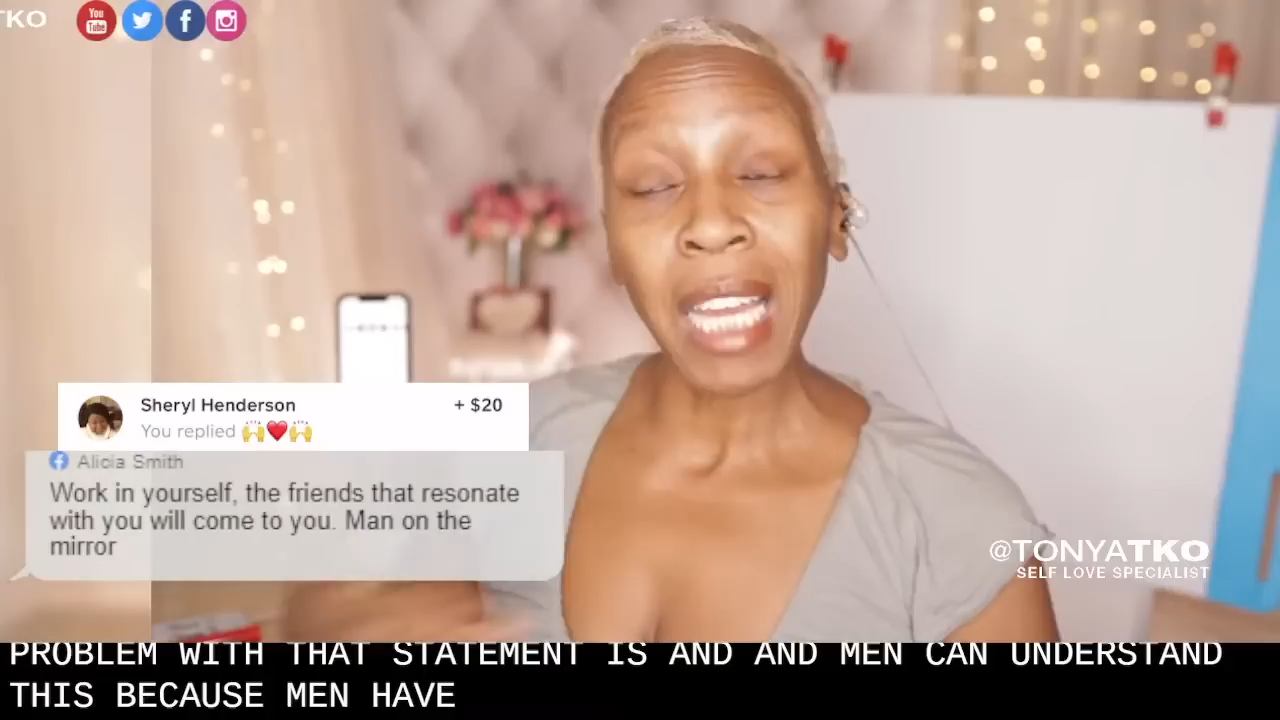 TKO
You
Tube
Sheryl Henderson
+ $20
You replied 🙌❤️🙌
Alicia Smith
Work in yourself, the friends that resonate
with you will come to you. Man on the
mirror
@TONYATKO
SELF LOVE SPECIALIST
PROBLEM WITH THAT STATEMENT IS AND AND MEN CAN UNDERSTAND
THIS BECAUSE MEN HAVE